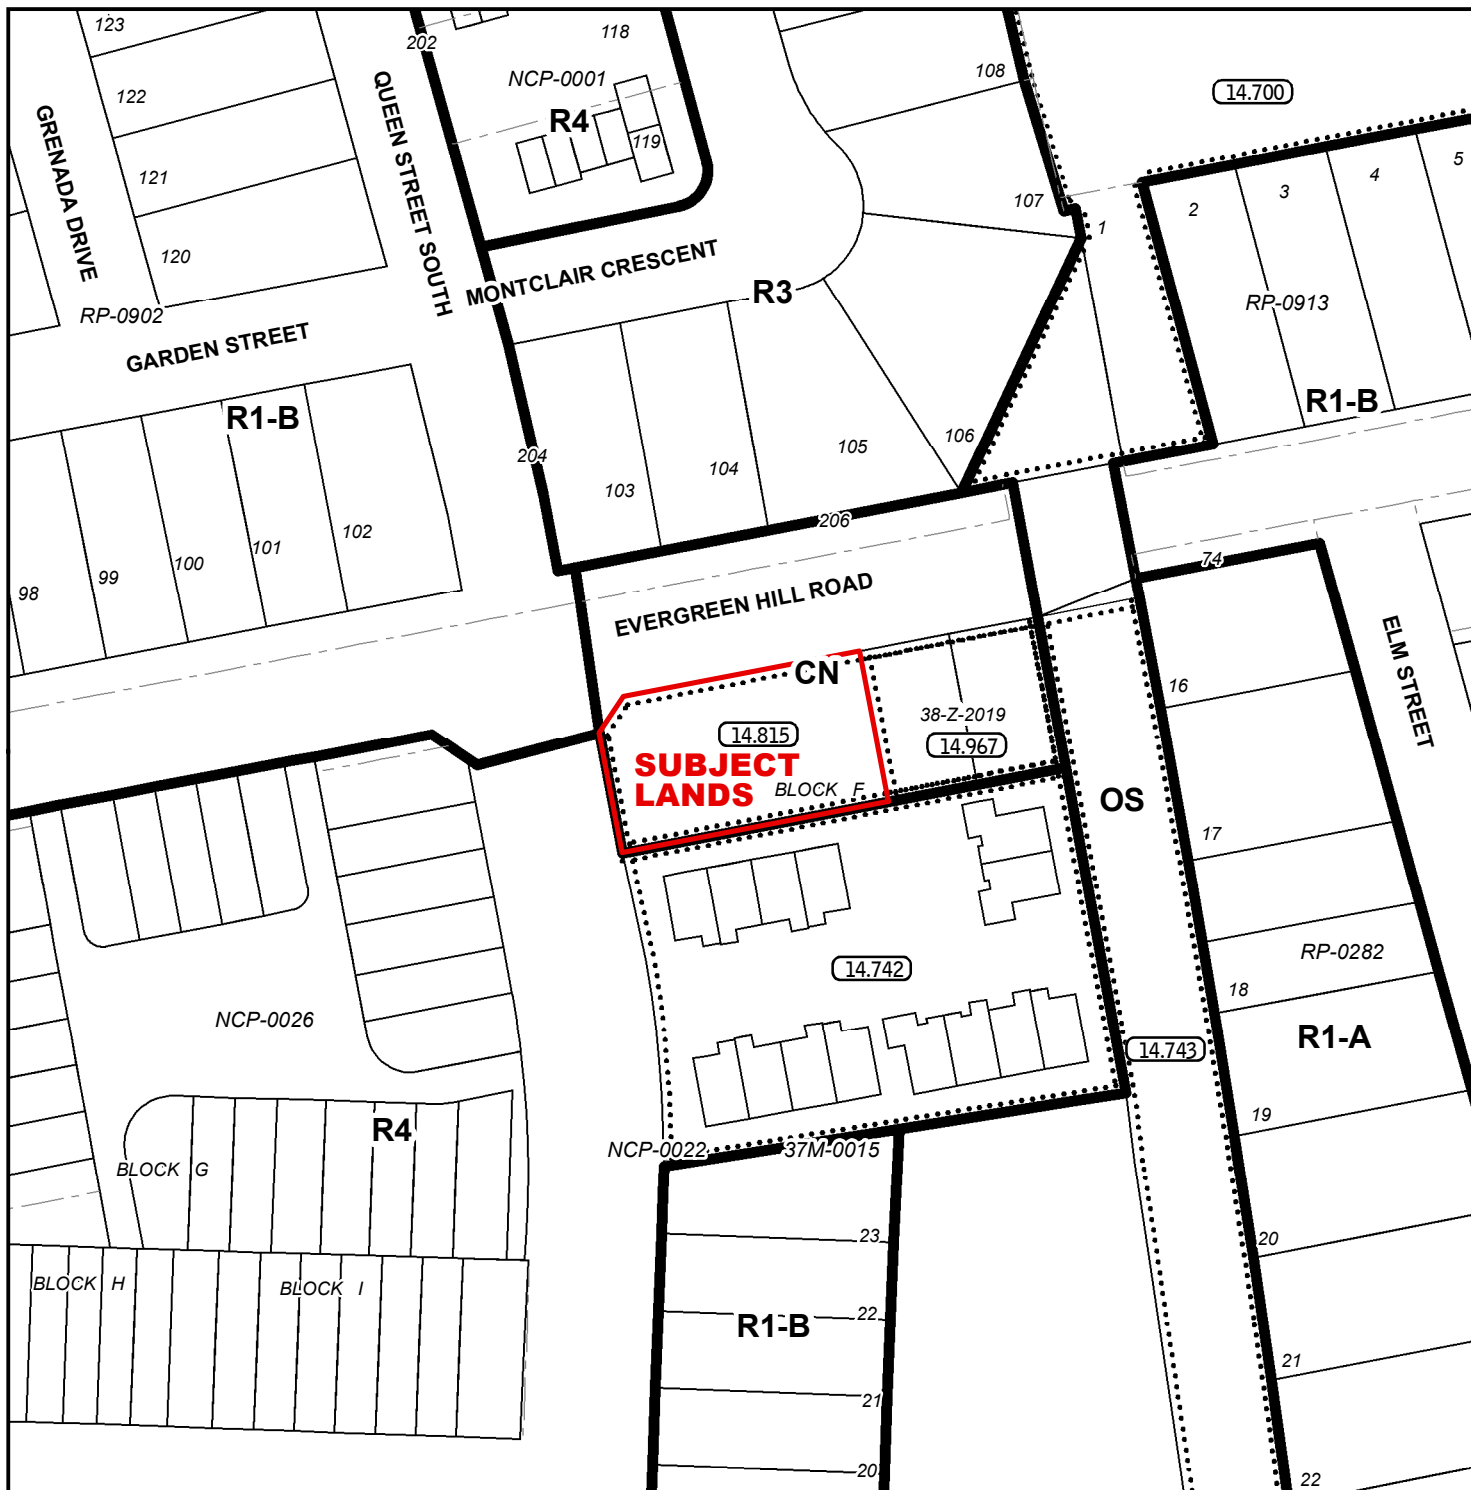 123
202
118
108
NCP-0001
14.700
122
R4
119
5
4
3
2
1
107
121
GRENADA DRIVE
QUEEN STREET SOUTH
120
MONTCLAIR CRESCENT
R3
RP-0902
RP-0913
GARDEN STREET
R1-B
R1-B
204
103
104
105
106
206
102
101
100
99
98
74
EVERGREEN HILL ROAD
ELM STREET
CN
16
38-Z-2019
14.815
14.967
SUBJECT
LANDS
BLOCK F
OS
17
RP-0282
14.742
18
NCP-0026
R1-A
14.743
19
R4
NCP-0022
37M-0015
BLOCK G
23
20
BLOCK H
BLOCK I
22
R1-B
21
21
20
22